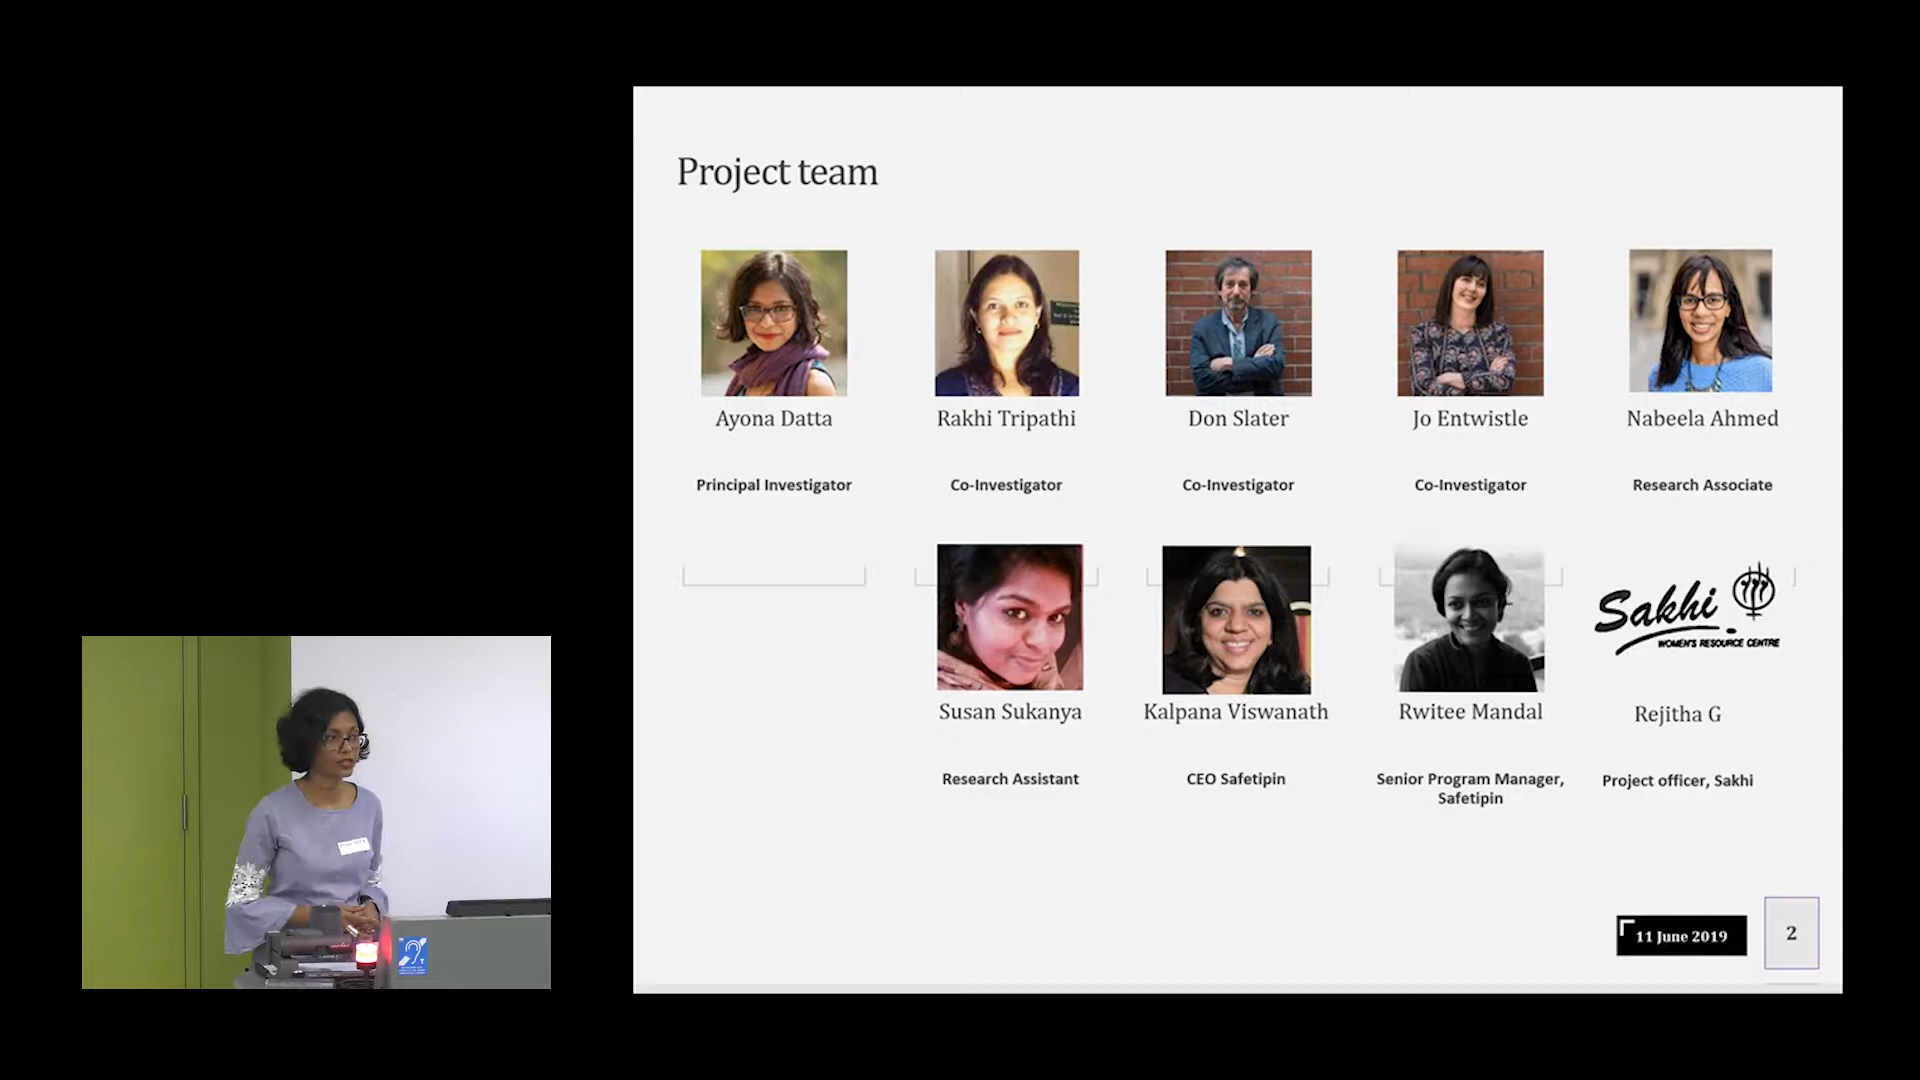 Project team
Ayona Datta
Rakhi Tripathi
Don Slater
Jo Entwistle
Nabeela Ahmed
Principal Investigator
Co-Investigator
Co-Investigator
Co-Investigator
Research Associate
Sakhi
WOMEN'S RESOURCE CENTRE
Susan Sukanya
Kalpana Viswanath
Rwitee Mandal
Rejitha G
Research Assistant
CEO Safetipin
Senior Program Manager,
Safetipin
Project officer, Sakhi
11 June 2019
2
T